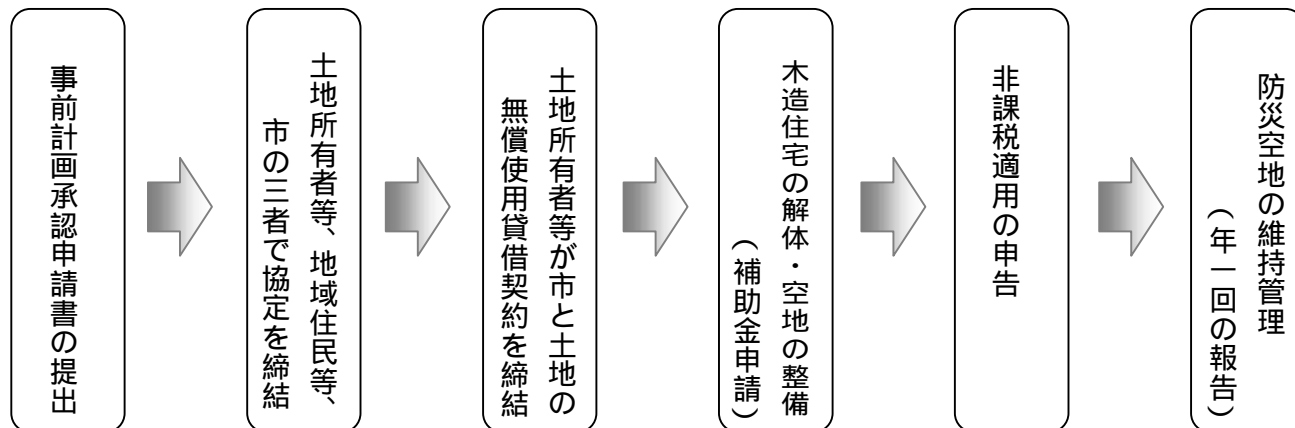 事前計画承認申請書の提出
土地所有者等、地域住民等、
市の三者で協定を締結
土地所有者等が市と土地の
無償使用貸借契約を締結
木造住宅の解体・空地の整備
（補助金申請）
非課税適用の申告
防災空地の維持管理
（年一回の報告）